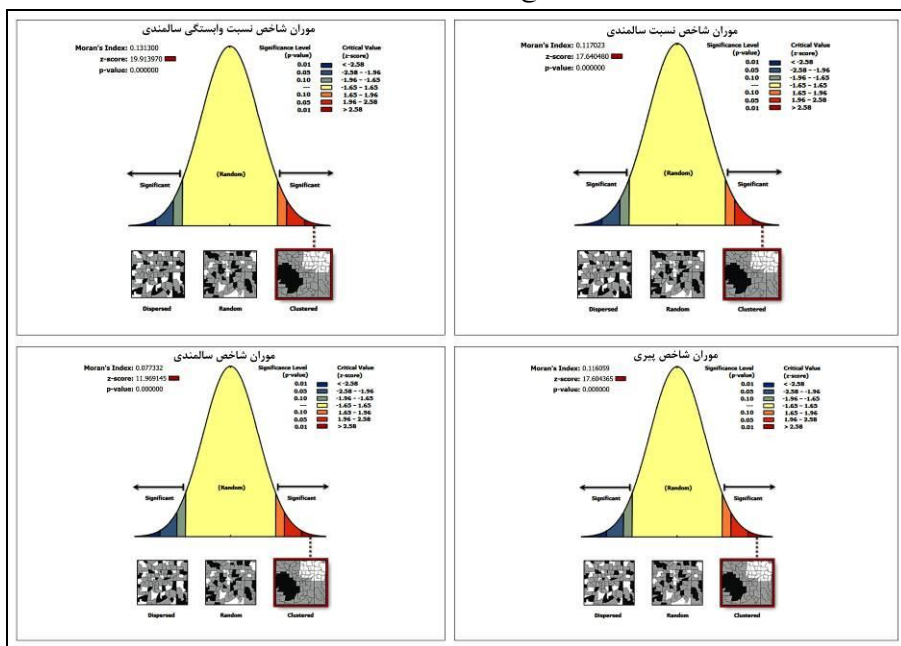 موران شاخص نسبت وابستگی سالمندی
Moran's Index: 0.131300
z-score: 19.913970
p-value: 0.000000
Significance Level (p-value)
Critical Value (z-score)
0.01 < -2.58
0.05 -2.58 – -1.96
0.10 -1.96 – -1.65
--- -1.65 – 1.65
0.10 1.65 – 1.96
0.05 1.96 – 2.58
0.01 > 2.58
Significant
(Random)
Significant
Dispersed
Random
Clustered
موران شاخص نسبت سالمندی
Moran's Index: 0.117023
z-score: 17.640480
p-value: 0.000000
Significance Level (p-value)
Critical Value (z-score)
0.01 < -2.58
0.05 -2.58 – -1.96
0.10 -1.96 – -1.65
--- -1.65 – 1.65
0.10 1.65 – 1.96
0.05 1.96 – 2.58
0.01 > 2.58
Significant
(Random)
Significant
Dispersed
Random
Clustered
موران شاخص سالمندی
Moran's Index: 0.077332
z-score: 11.969145
p-value: 0.000000
Significance Level (p-value)
Critical Value (z-score)
0.01 < -2.58
0.05 -2.58 – -1.96
0.10 -1.96 – -1.65
--- -1.65 – 1.65
0.10 1.65 – 1.96
0.05 1.96 – 2.58
0.01 > 2.58
Significant
(Random)
Significant
Dispersed
Random
Clustered
موران شاخص پیری
Moran's Index: 0.116059
z-score: 17.604365
p-value: 0.000000
Significance Level (p-value)
Critical Value (z-score)
0.01 < -2.58
0.05 -2.58 – -1.96
0.10 -1.96 – -1.65
--- -1.65 – 1.65
0.10 1.65 – 1.96
0.05 1.96 – 2.58
0.01 > 2.58
Significant
(Random)
Significant
Dispersed
Random
Clustered